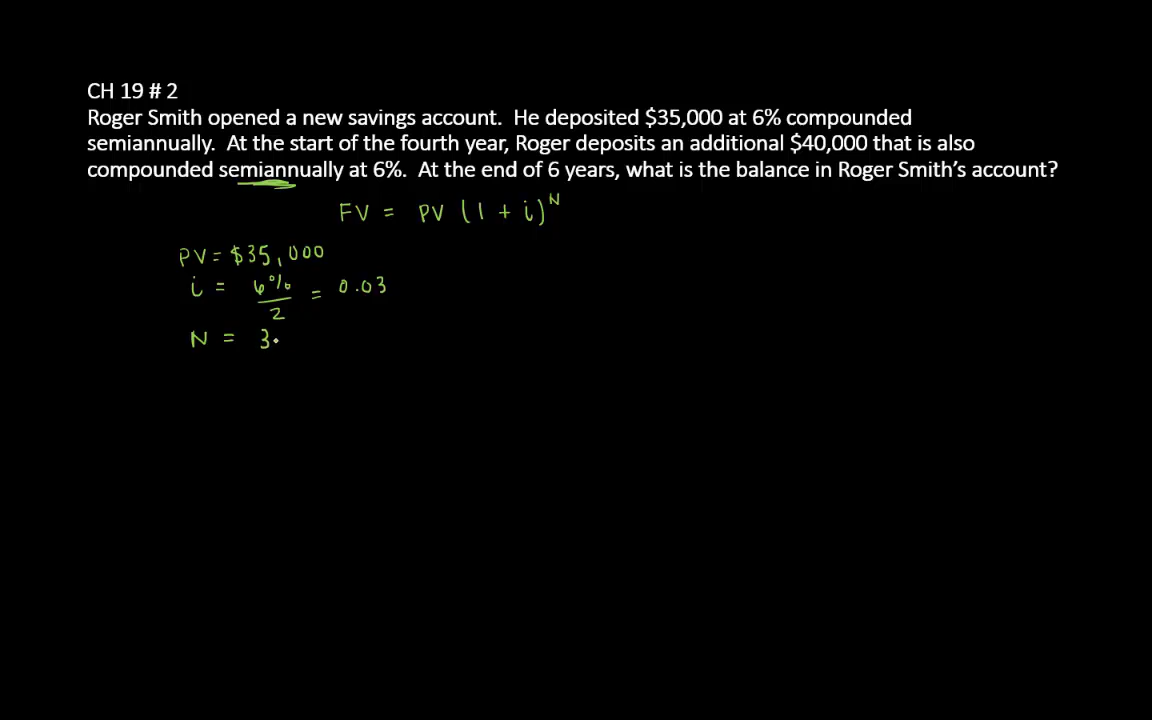 CH 19 # 2
Roger Smith opened a new savings account. He deposited $35,000 at 6% compounded
semiannually. At the start of the fourth year, Roger deposits an additional $40,000 that is also
compounded semiannually at 6%. At the end of 6 years, what is the balance in Roger Smith’s account?
FV = PV (1 + i)^N
PV = $35,000
i = 6%/2 = 0.03
N = 3·